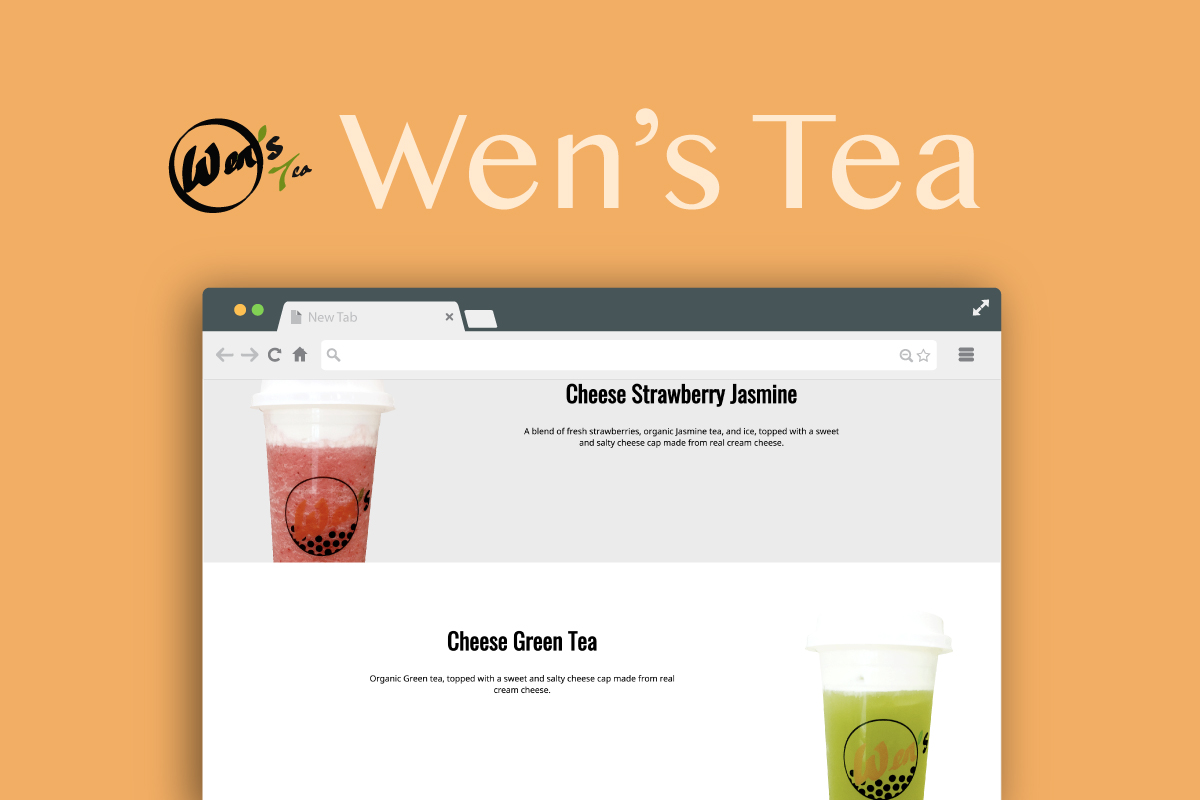 Wen's
Tea
Wen’s Tea
New Tab
Cheese Strawberry Jasmine
A blend of fresh strawberries, organic Jasmine tea, and ice, topped with a sweet
and salty cheese cap made from real cream cheese.
Wen's
Cheese Green Tea
Organic Green tea, topped with a sweet and salty cheese cap made from real
cream cheese.
Wen's